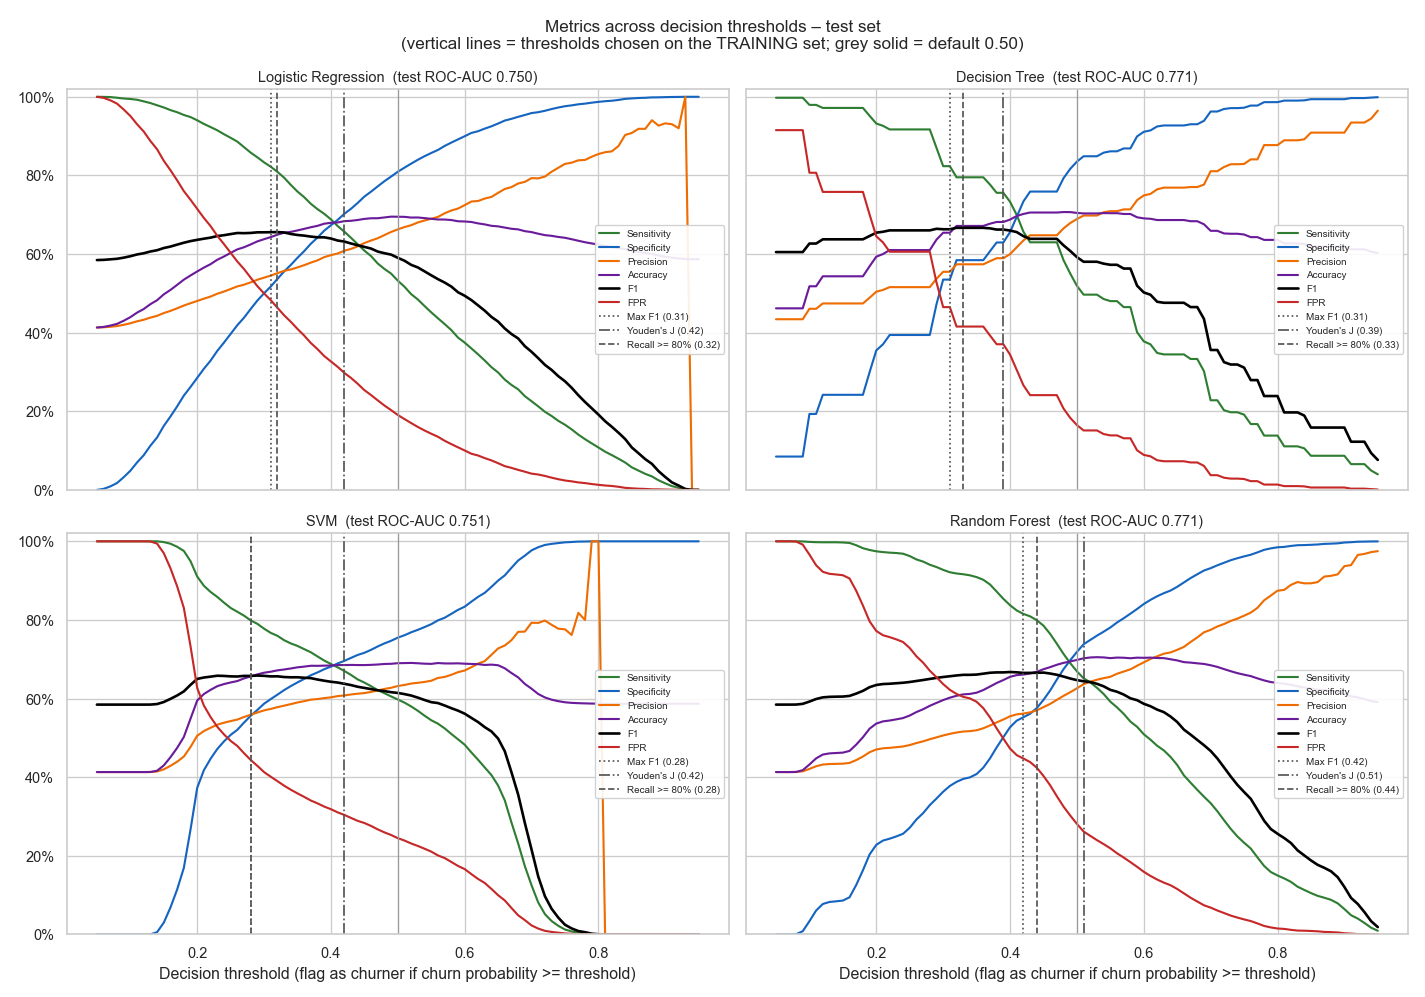 Metrics across decision thresholds – test set
(vertical lines = thresholds chosen on the TRAINING set; grey solid = default 0.50)
Logistic Regression  (test ROC-AUC 0.750)
100%
80%
60%
40%
20%
0%
Sensitivity
Specificity
Precision
Accuracy
F1
FPR
Max F1 (0.31)
Youden's J (0.42)
Recall >= 80% (0.32)
Decision Tree  (test ROC-AUC 0.771)
Sensitivity
Specificity
Precision
Accuracy
F1
FPR
Max F1 (0.31)
Youden's J (0.39)
Recall >= 80% (0.33)
SVM  (test ROC-AUC 0.751)
100%
80%
60%
40%
20%
0%
Sensitivity
Specificity
Precision
Accuracy
F1
FPR
Max F1 (0.28)
Youden's J (0.42)
Recall >= 80% (0.28)
0.2 0.4 0.6 0.8
Decision threshold (flag as churner if churn probability >= threshold)
Random Forest  (test ROC-AUC 0.771)
Sensitivity
Specificity
Precision
Accuracy
F1
FPR
Max F1 (0.42)
Youden's J (0.51)
Recall >= 80% (0.44)
0.2 0.4 0.6 0.8
Decision threshold (flag as churner if churn probability >= threshold)